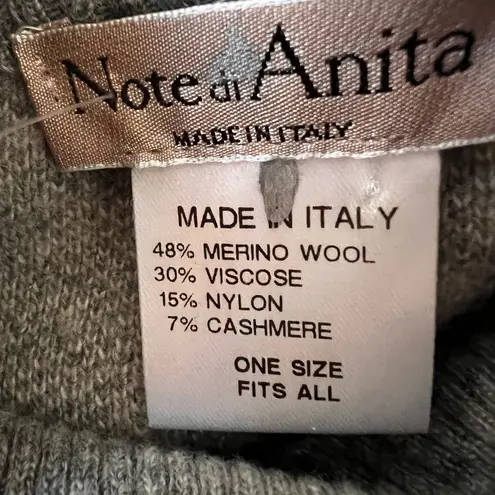 Note di Anita
MADE IN ITALY
MADE IN ITALY
48% MERINO WOOL
30% VISCOSE
15% NYLON
7% CASHMERE
ONE SIZE
FITS ALL